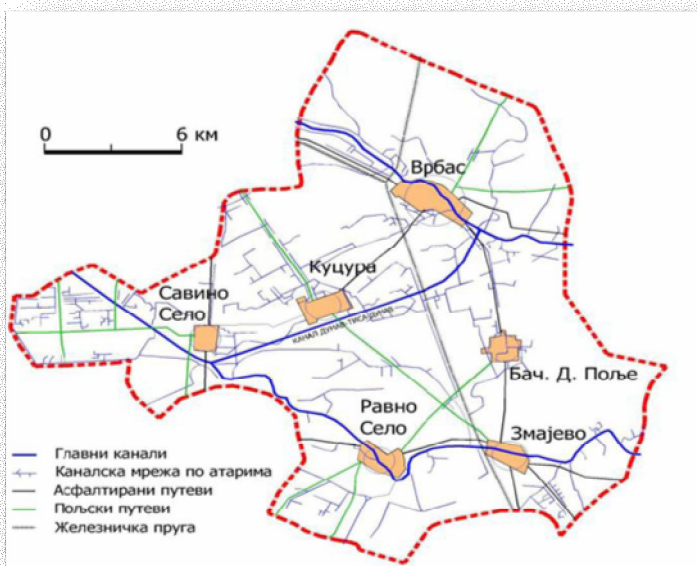 0 6 км
Врбас
Куцура
Савино
Село
КАНАЛ ДУНАВ-ТИСА-ДУНАВ
Бач. Д. Поље
Равно
Село
Змајево
Главни канали
Каналска мрежа по атарима
Асфалтирани путеви
Пољски путеви
Железничка пруга